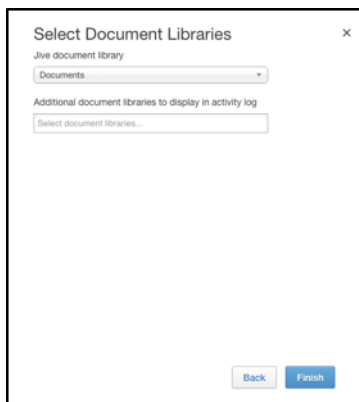 Select Document Libraries
Jive document library
Documents
Additional document libraries to display in activity log
Select document libraries...
Back Finish